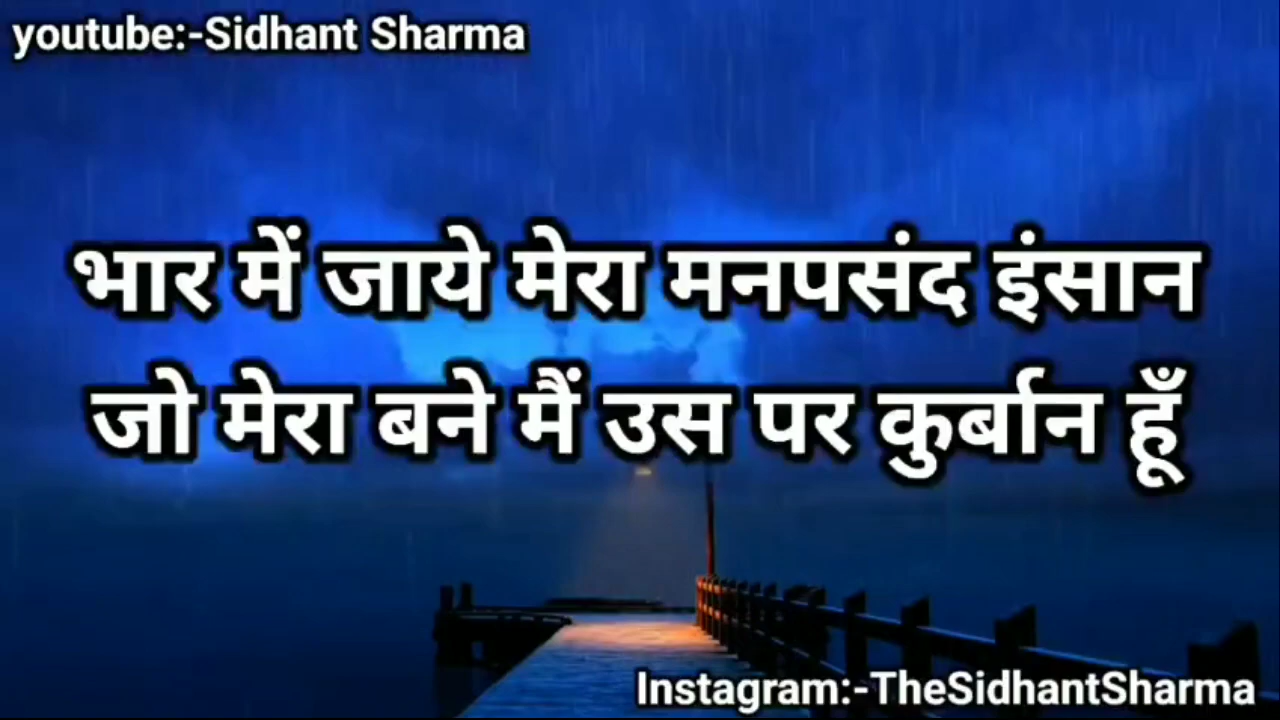 youtube:-Sidhant Sharma
भार में जाये मेरा मनपसंद इंसान
जो मेरा बने मैं उस पर कुर्बान हूँ
Instagram:-TheSidhantSharma